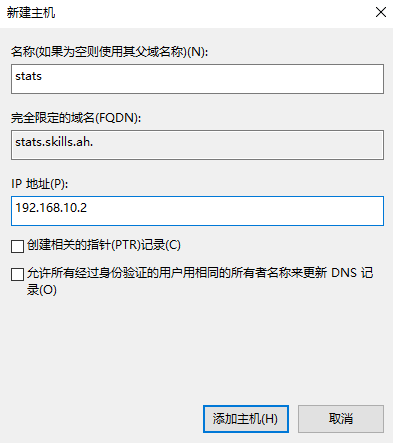 新建主机
名称(如果为空则使用其父域名称)(N):
stats
完全限定的域名(FQDN):
stats.skills.ah.
IP 地址(P):
192.168.10.2
创建相关的指针(PTR)记录(C)
允许所有经过身份验证的用户用相同的所有者名称来更新 DNS 记
录(O)
添加主机(H)
取消